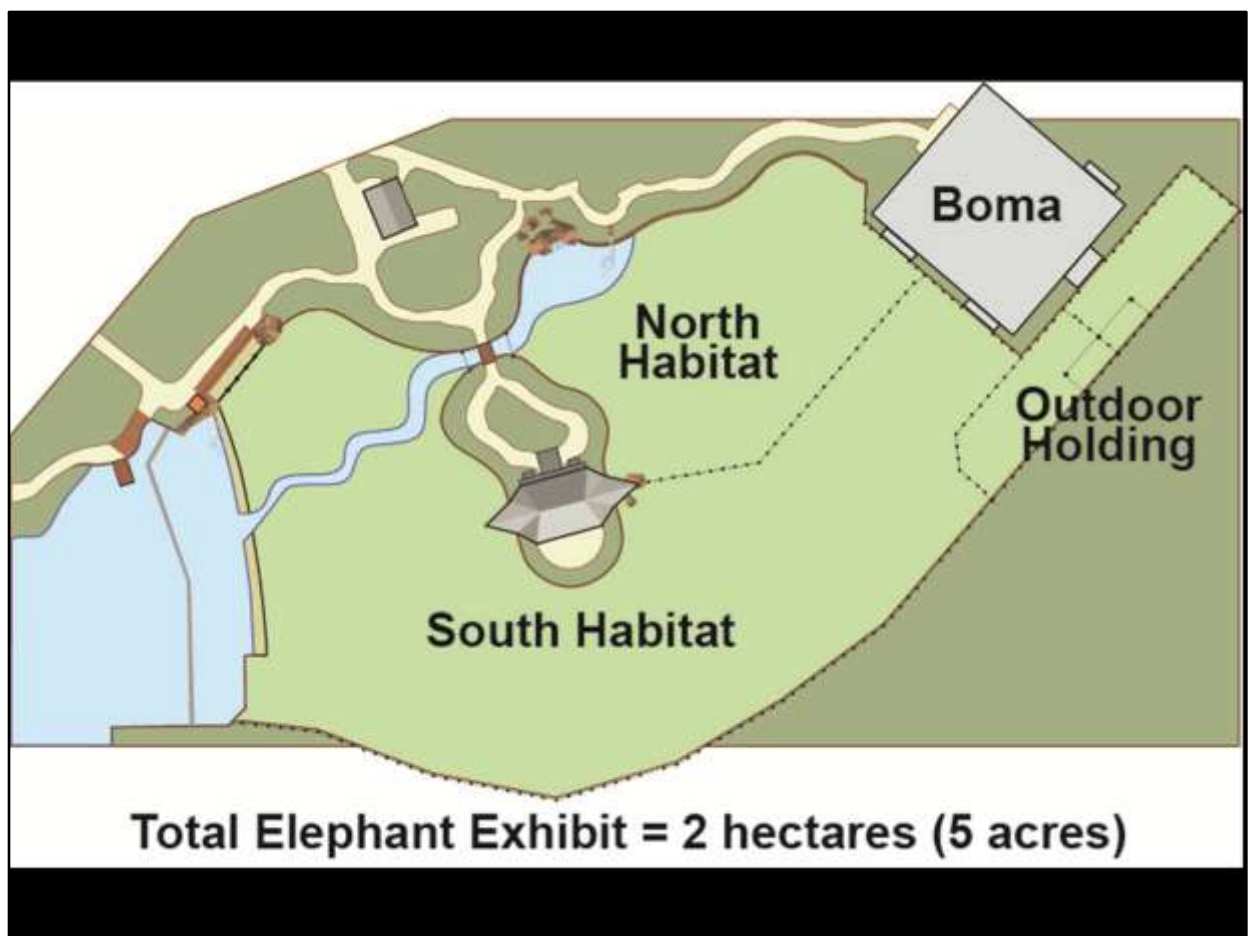 Boma
North
Habitat
Outdoor
Holding
South Habitat
Total Elephant Exhibit = 2 hectares (5 acres)